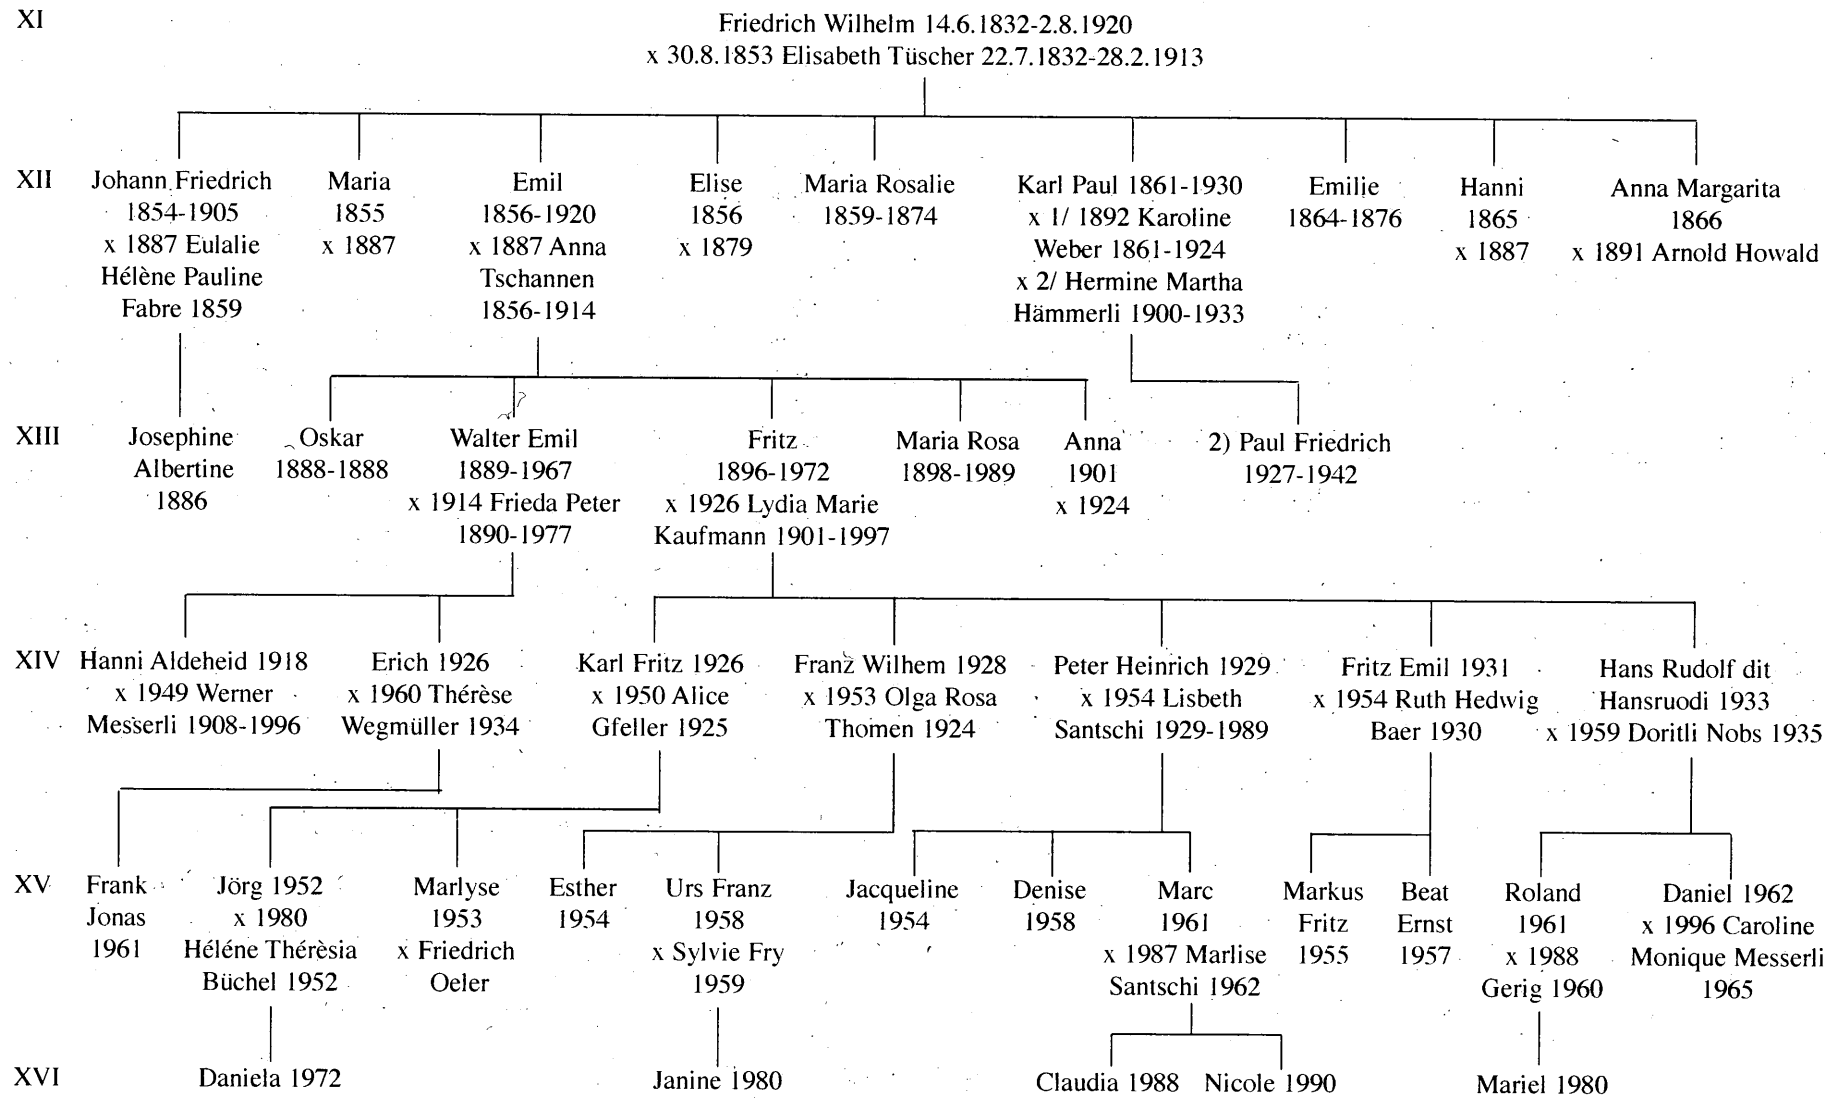 XI
Friedrich Wilhelm 14.6.1832-2.8.1920
x 30.8.1853 Elisabeth Tüscher 22.7.1832-28.2.1913
XII
Johann Friedrich
1854-1905
x 1887 Eulalie
Hélène Pauline
Fabre 1859
Maria
1855
x 1887
Emil
1856-1920
x 1887 Anna
Tschannen
1856-1914
Elise
1856
x 1879
Maria Rosalie
1859-1874
Karl Paul 1861-1930
x 1/ 1892 Karoline
Weber 1861-1924
x 2/ Hermine Martha
Hämmerli 1900-1933
Emilie
1864-1876
Hanni
1865
x 1887
Anna Margarita
1866
x 1891 Arnold Howald
XIII
Josephine
Albertine
1886
Oskar
1888-1888
Walter Emil
1889-1967
x 1914 Frieda Peter
1890-1977
Fritz
1896-1972
x 1926 Lydia Marie
Kaufmann 1901-1997
Maria Rosa
1898-1989
Anna
1901
x 1924
2) Paul Friedrich
1927-1942
XIV
Hanni Aldeheid 1918
x 1949 Werner
Messerli 1908-1996
Erich 1926
x 1960 Thérèse
Wegmüller 1934
Karl Fritz 1926
x 1950 Alice
Gfeller 1925
Franz Wilhem 1928
x 1953 Olga Rosa
Thomen 1924
Peter Heinrich 1929
x 1954 Lisbeth
Santschi 1929-1989
Fritz Emil 1931
x 1954 Ruth Hedwig
Baer 1930
Hans Rudolf dit
Hansruodi 1933
x 1959 Doritli Nobs 1935
XV
Frank
Jonas
1961
Jörg 1952
x 1980
Héléne Thérèsia
Büchel 1952
Marlyse
1953
x Friedrich
Oeler
Esther
1954
Urs Franz
1958
x Sylvie Fry
1959
Jacqueline
1954
Denise
1958
Marc
1961
x 1987 Marlise
Santschi 1962
Markus
Fritz
1955
Beat
Ernst
1957
Roland
1961
x 1988
Gerig 1960
Daniel 1962
x 1996 Caroline
Monique Messerli
1965
XVI
Daniela 1972
Janine 1980
Claudia 1988
Nicole 1990
Mariel 1980